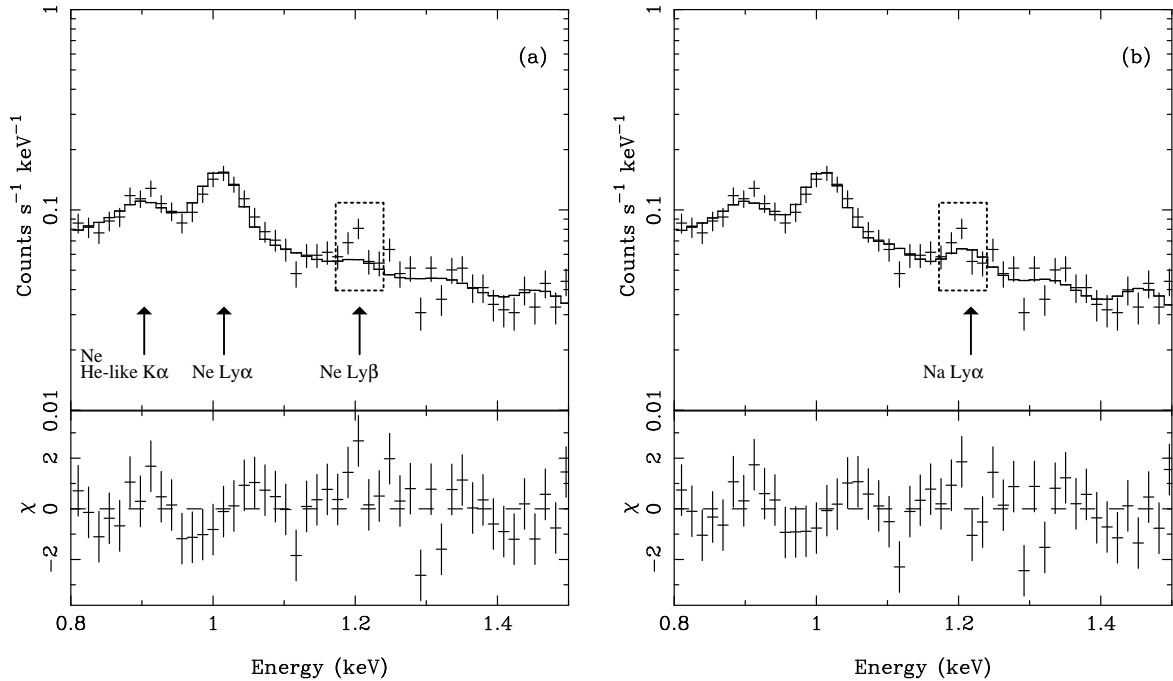 (a)
1
0.1
0.01
Counts s⁻¹ keV⁻¹
Ne
He-like Kα
Ne Lyα
Ne Lyβ
2
0
−2
χ
0.8
1
1.2
1.4
Energy (keV)
(b)
1
0.1
0.01
Counts s⁻¹ keV⁻¹
Na Lyα
2
0
−2
χ
0.8
1
1.2
1.4
Energy (keV)